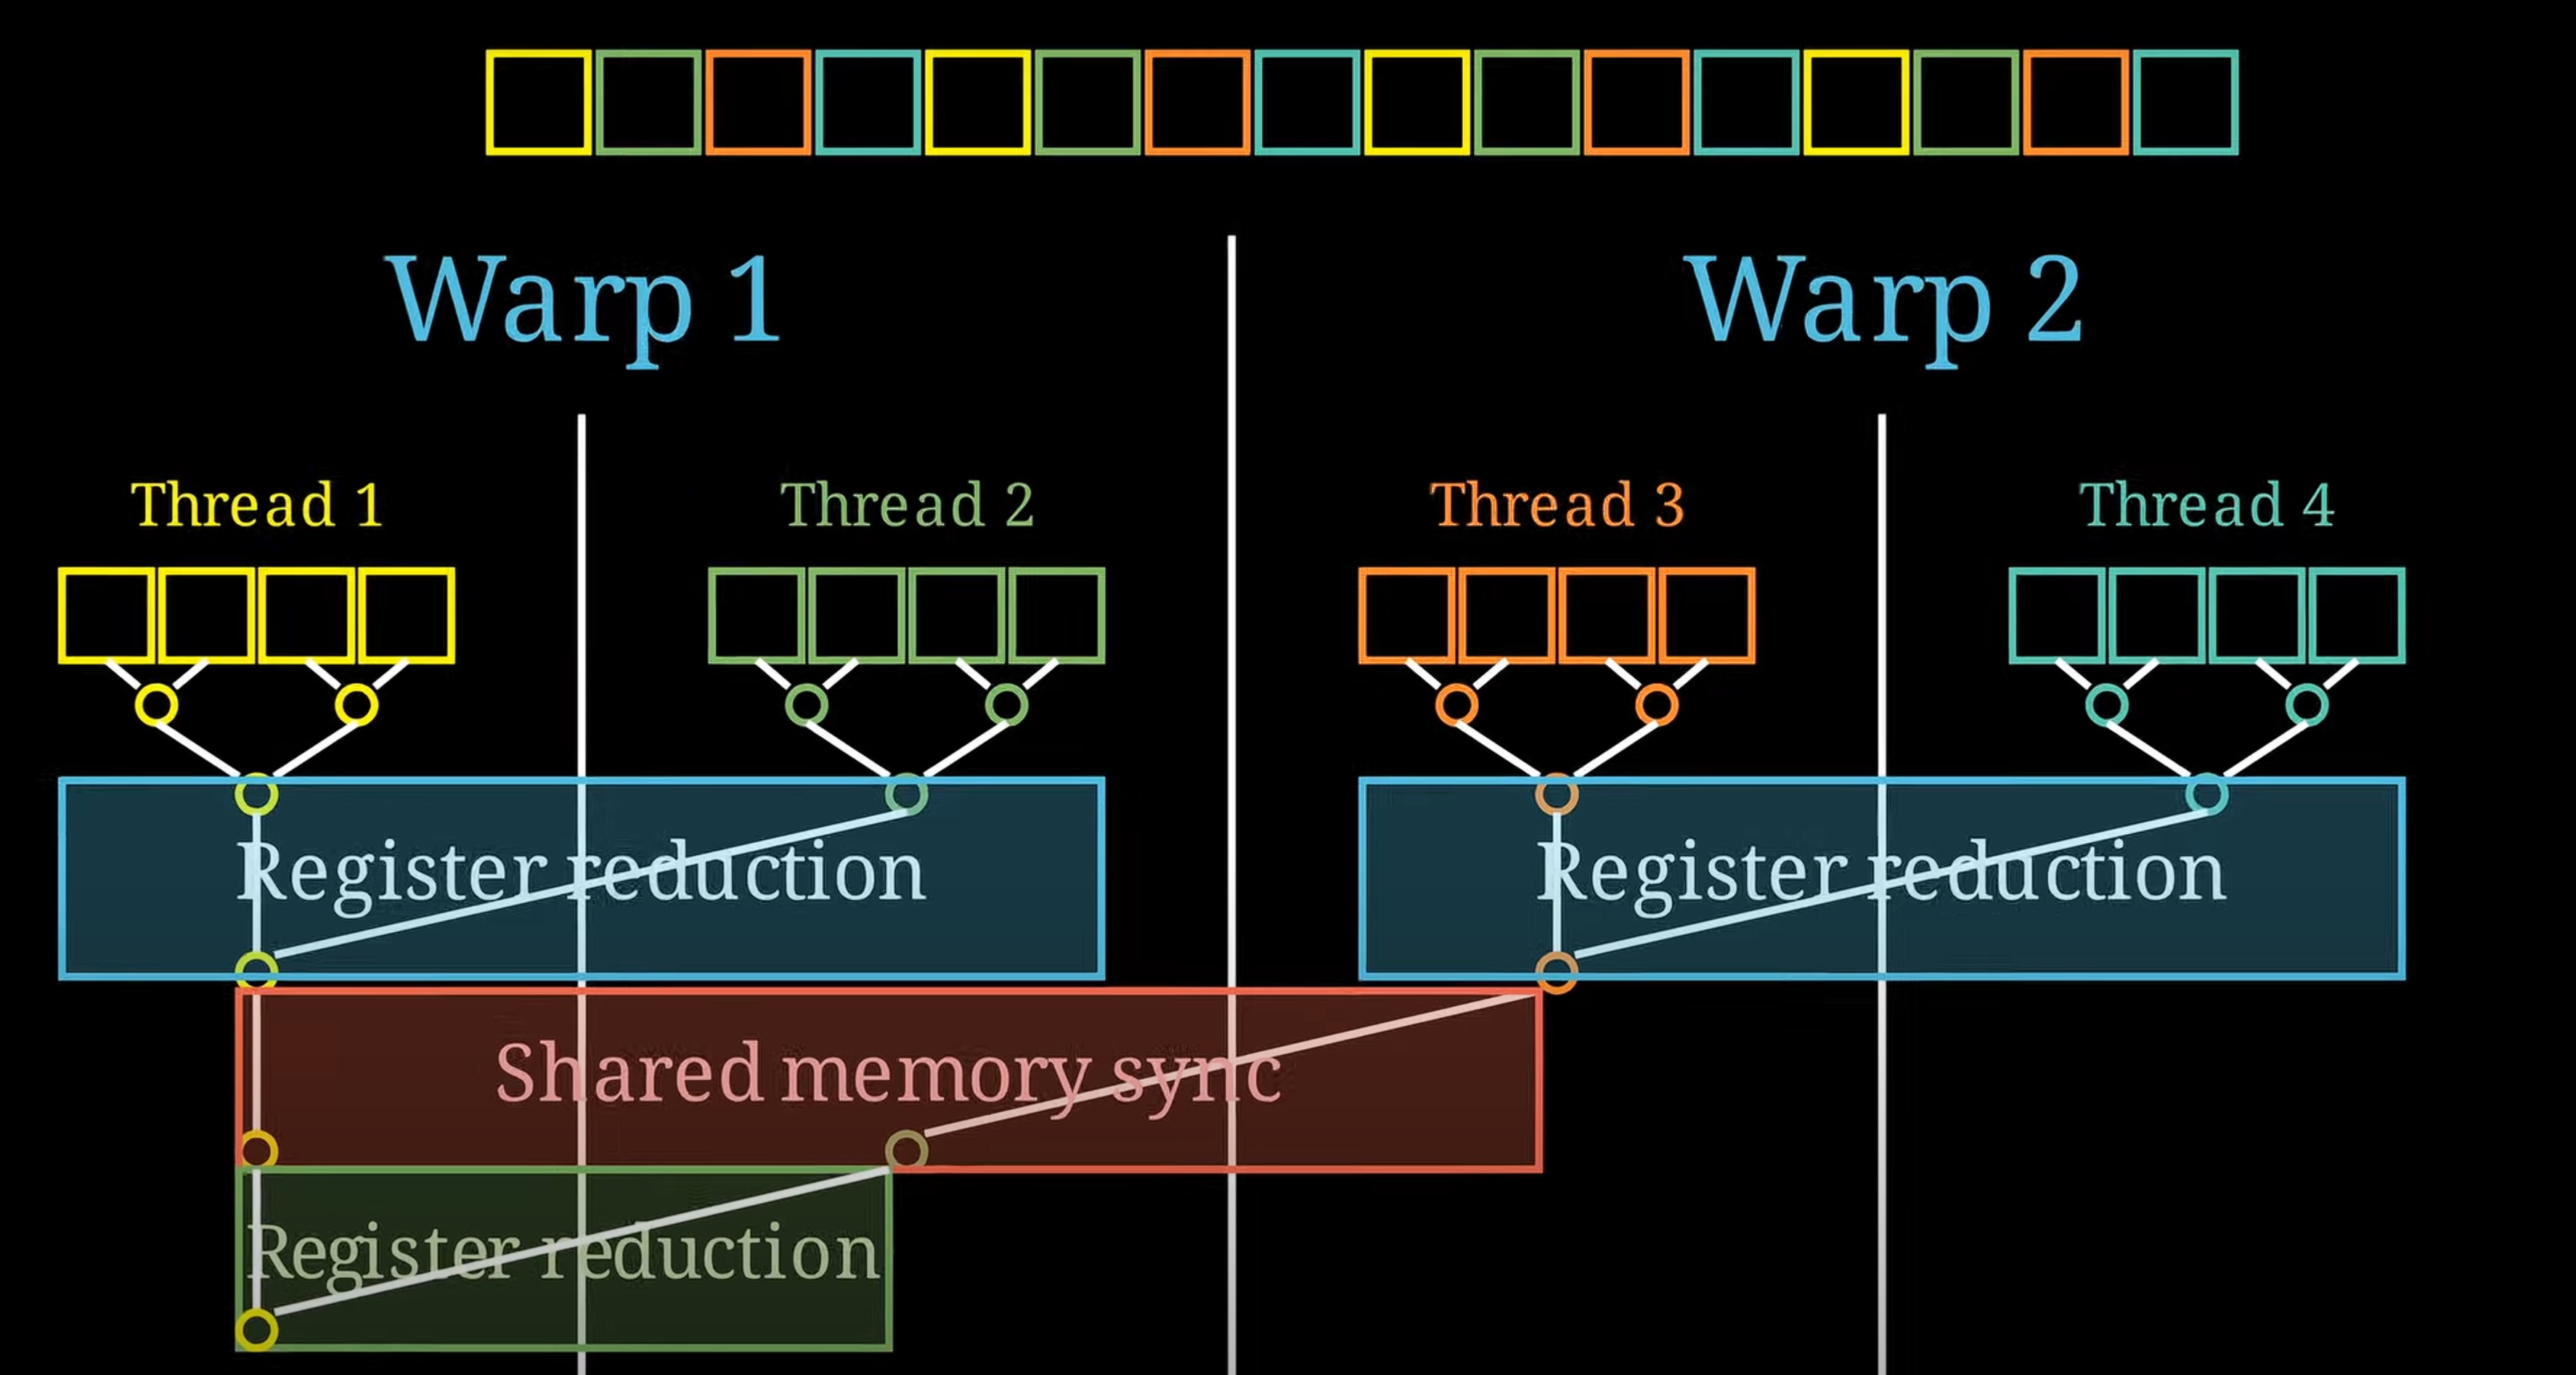 Warp 1
Warp 2
Thread 1
Thread 2
Thread 3
Thread 4
Register reduction
Register reduction
Shared memory sync
Register reduction